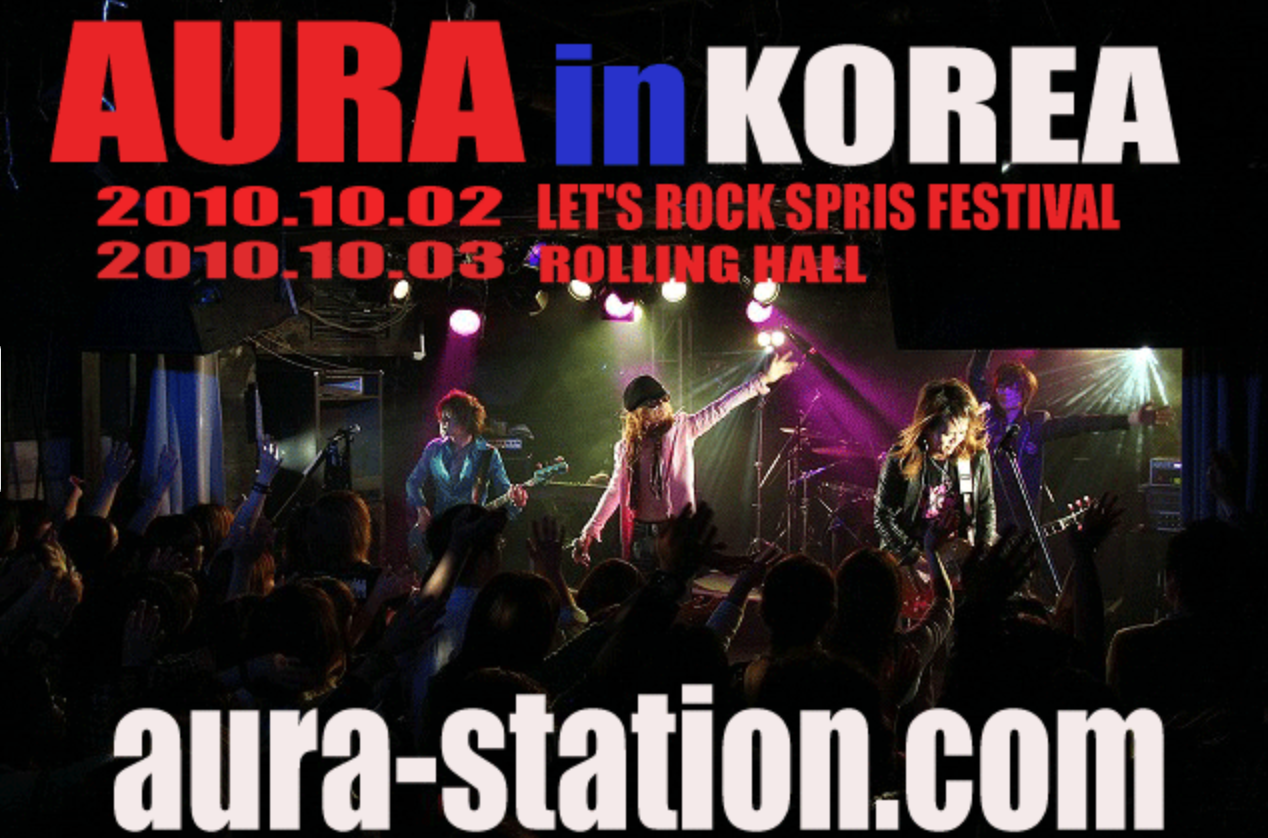 AURA in KOREA
2010.10.02 LET'S ROCK SPRIS FESTIVAL
2010.10.03 ROLLING HALL
aura-station.com